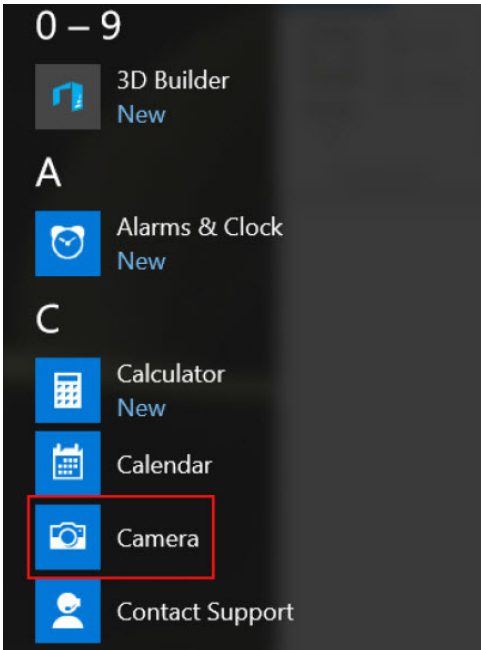 0 – 9
3D Builder
New
A
Alarms & Clock
New
C
Calculator
New
Calendar
Camera
Contact Support